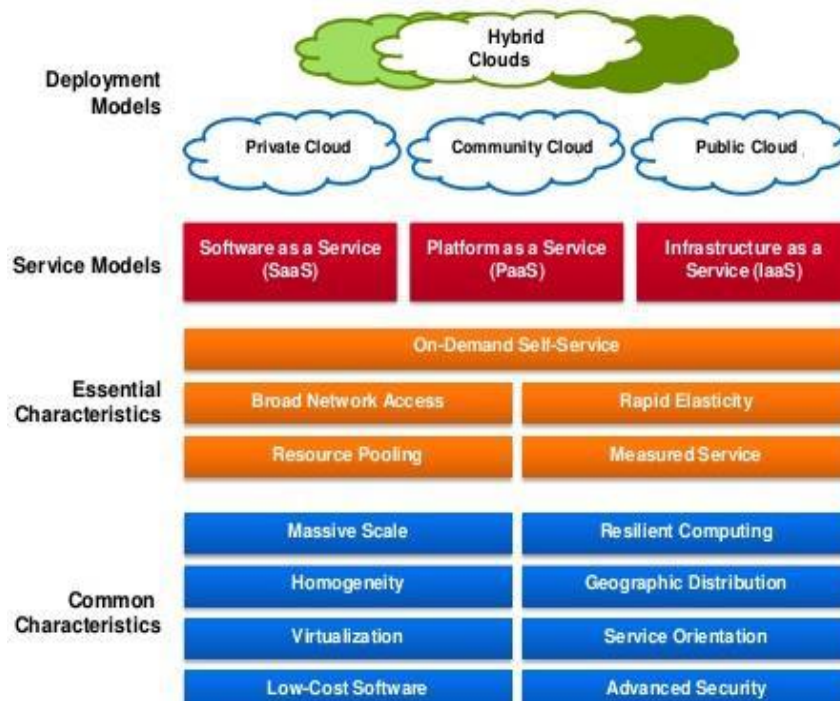 Hybrid
Clouds
Deployment
Models
Private Cloud
Community Cloud
Public Cloud
Service Models
Software as a Service
(SaaS)
Platform as a Service
(PaaS)
Infrastructure as a
Service (IaaS)
Essential
Characteristics
On-Demand Self-Service
Broad Network Access
Rapid Elasticity
Resource Pooling
Measured Service
Common
Characteristics
Massive Scale
Resilient Computing
Homogeneity
Geographic Distribution
Virtualization
Service Orientation
Low-Cost Software
Advanced Security